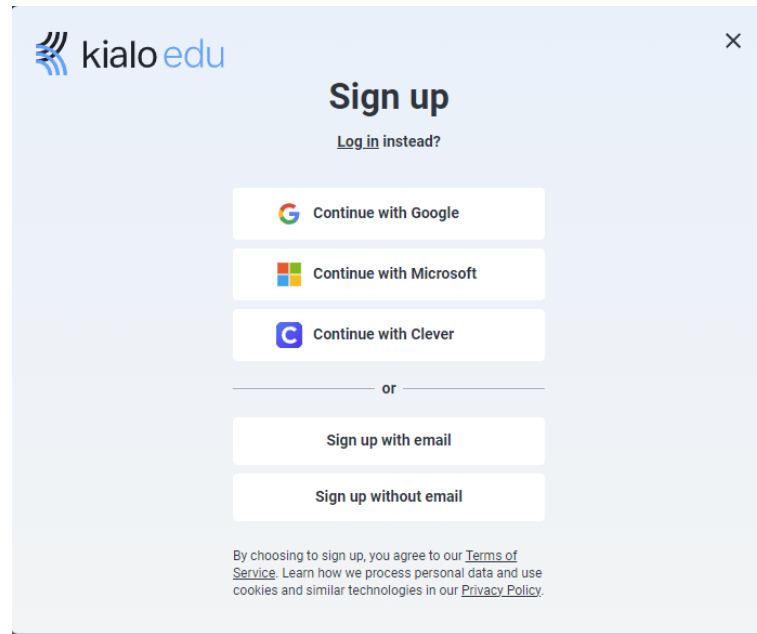 kialo edu
Sign up
Log in instead?
Continue with Google
Continue with Microsoft
Continue with Clever
or
Sign up with email
Sign up without email
By choosing to sign up, you agree to our Terms of
Service. Learn how we process personal data and use
cookies and similar technologies in our Privacy Policy.